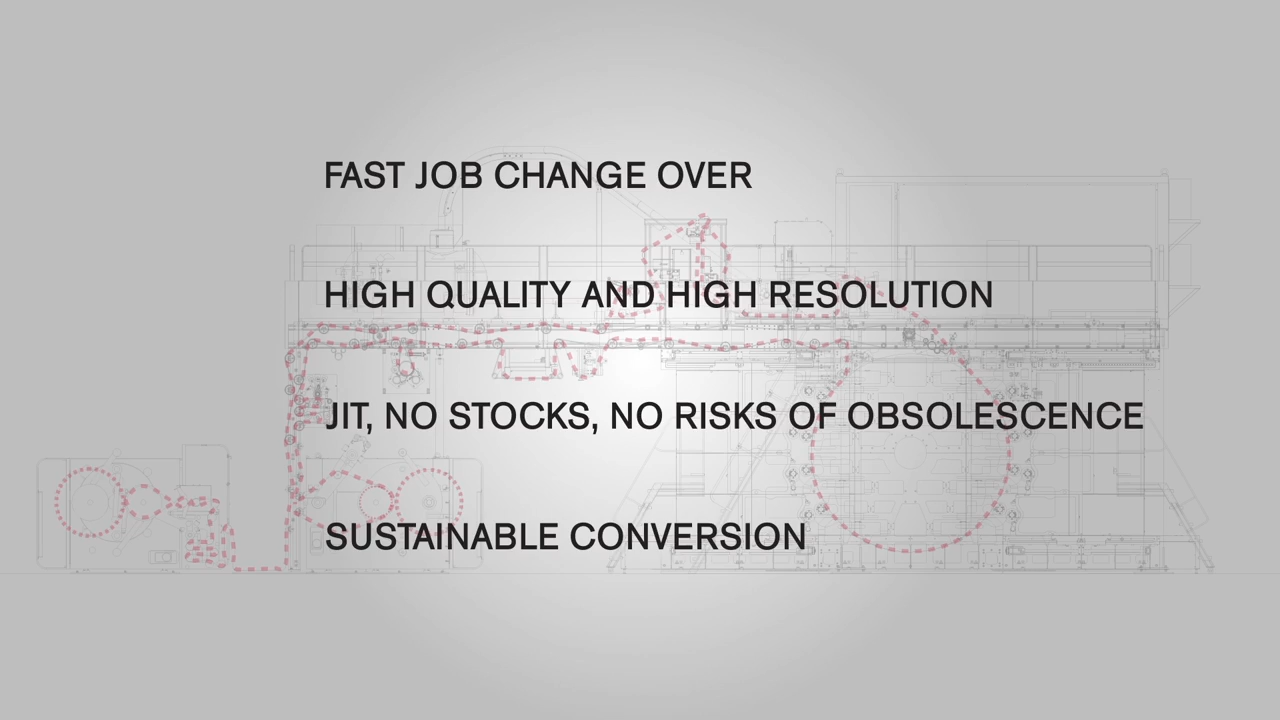 FAST JOB CHANGE OVER
HIGH QUALITY AND HIGH RESOLUTION
JIT, NO STOCKS, NO RISKS OF OBSOLESCENCE
SUSTAINABLE CONVERSION